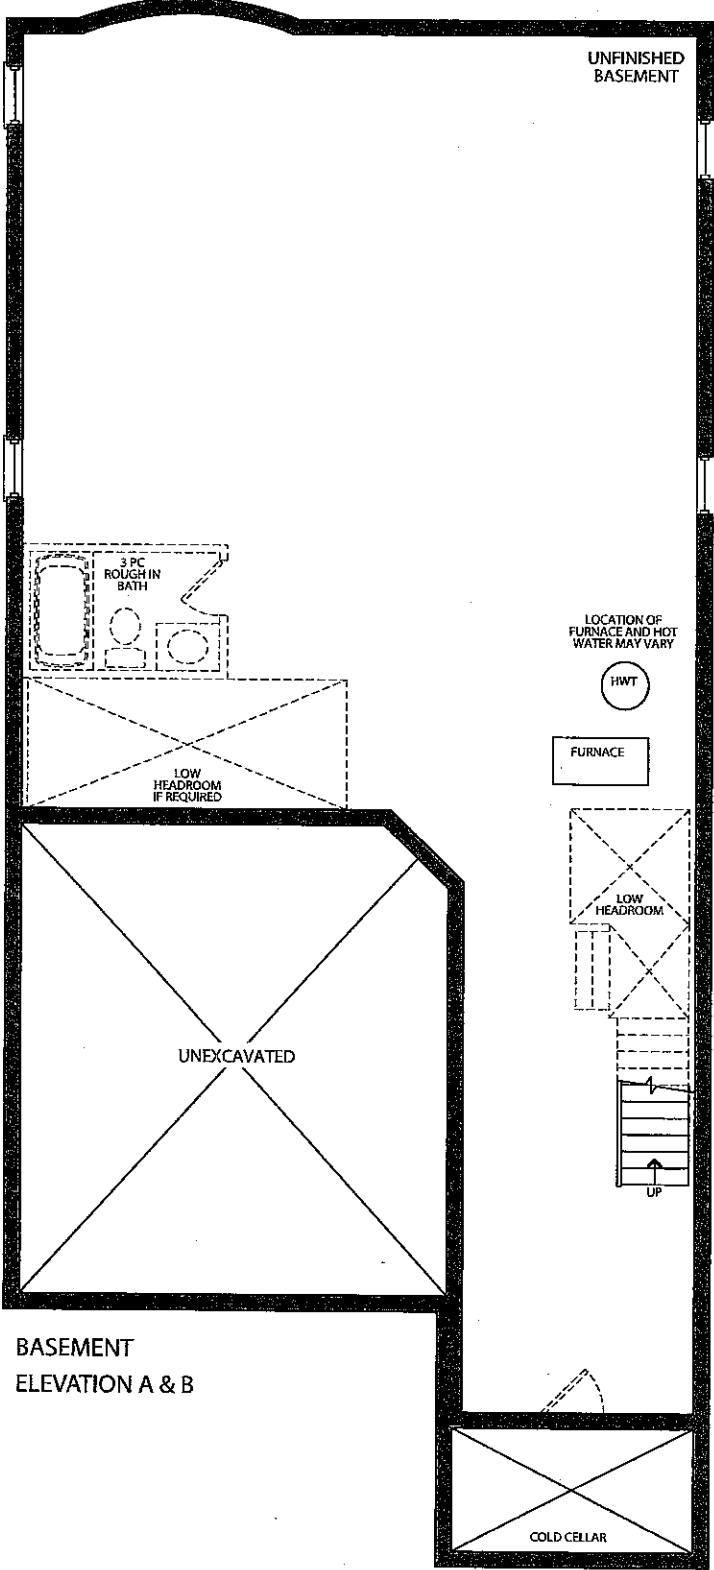 UNFINISHED
BASEMENT
3 PC
ROUGH IN
BATH
LOCATION OF
FURNACE AND HOT
WATER MAY VARY
HWT
FURNACE
LOW
HEADROOM
IF REQUIRED
LOW
HEADROOM
UNEXCAVATED
UP
BASEMENT
ELEVATION A & B
COLD CELLAR